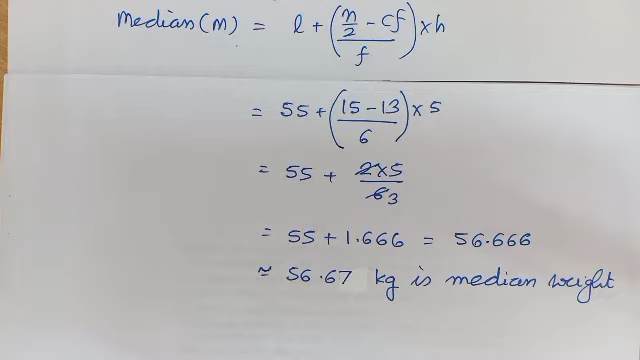 Median (M) = l + ((n/2 - cf)/f) × h
= 55 + ((15 - 13)/6) × 5
= 55 + (2×5)/(6 3)
= 55 + 1.666 = 56.666
≈ 56.67 kg is median weight